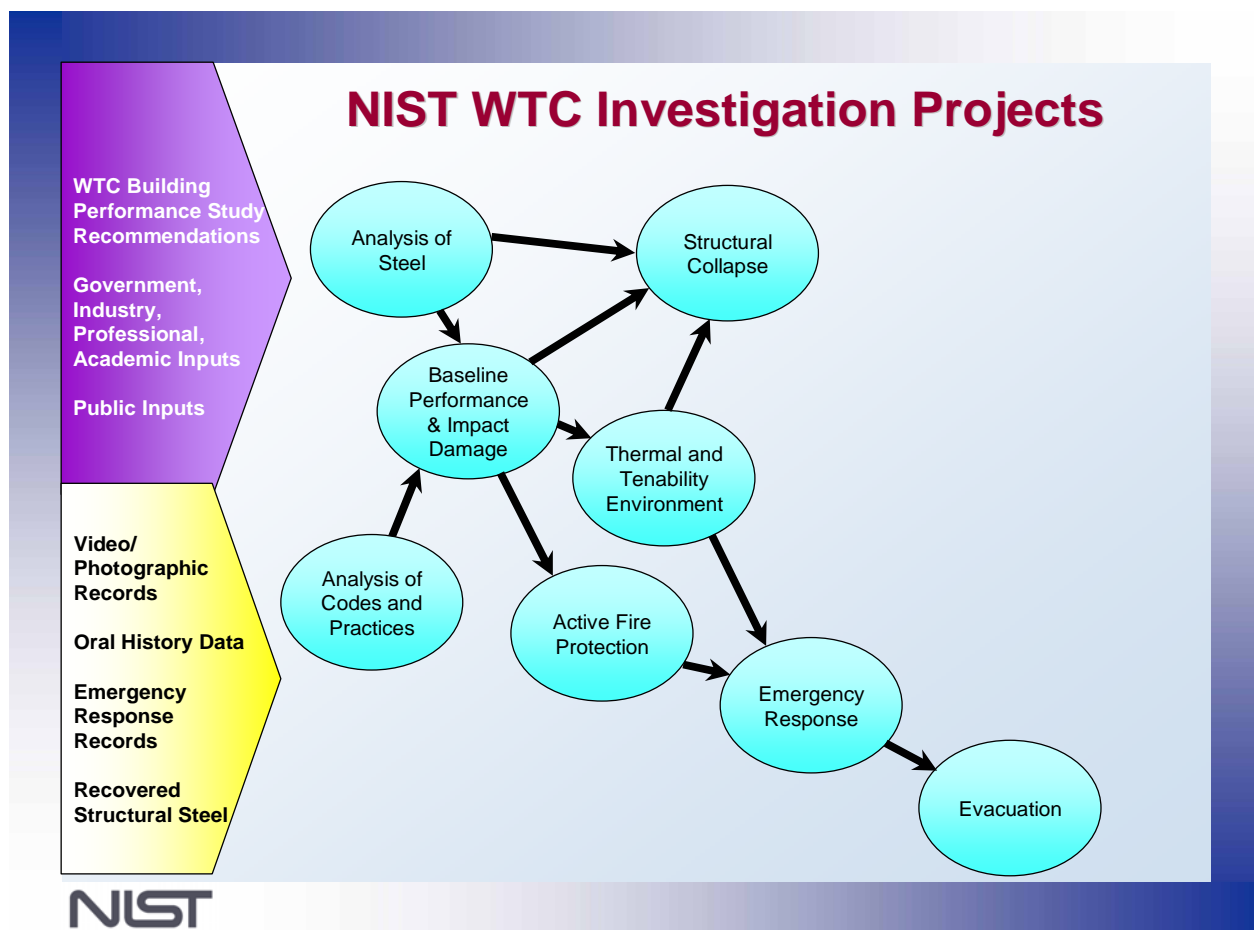 NIST WTC Investigation Projects
WTC Building
Performance Study
Recommendations
Government,
Industry,
Professional,
Academic Inputs
Public Inputs
Video/
Photographic
Records
Oral History Data
Emergency
Response
Records
Recovered
Structural Steel
Analysis of
Steel
Structural
Collapse
Baseline
Performance
& Impact
Damage
Thermal and
Tenability
Environment
Analysis of
Codes and
Practices
Active Fire
Protection
Emergency
Response
Evacuation
NIST